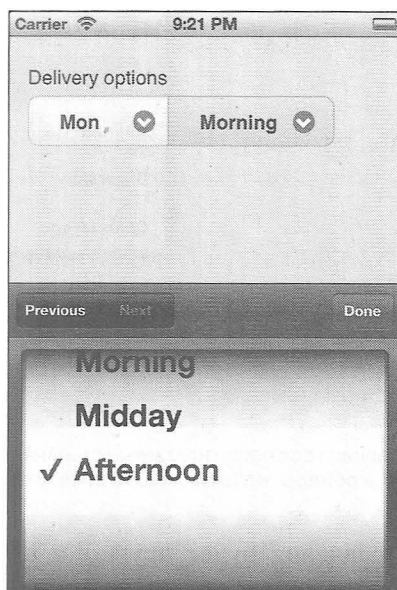 Carrier 9:21 PM
Delivery options
Mon Morning
Previous Next Done
Morning
Midday
✓ Afternoon